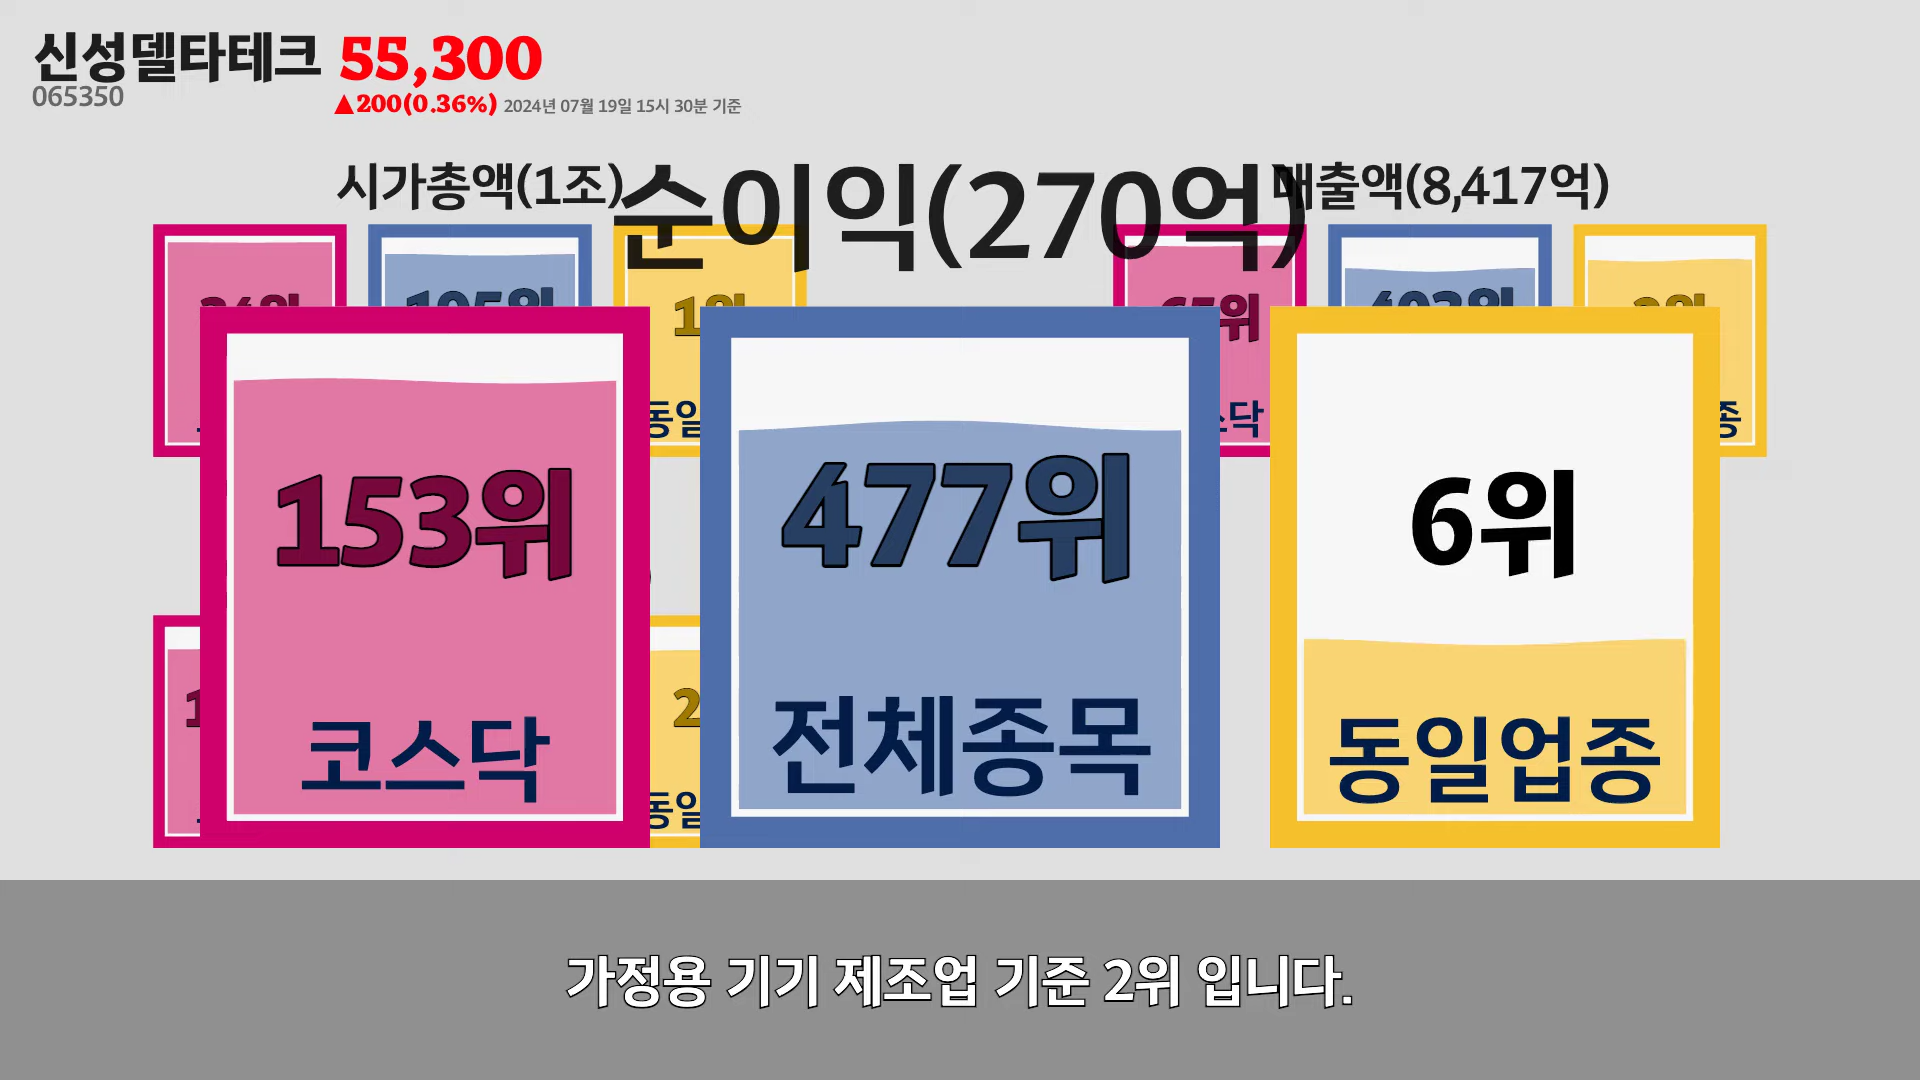 신성델타테크 55,300
065350
▲200(0.36%) 2024년 07월 19일 15시 30분 기준
시가총액(1조)
순이익(270억)
매출액(8,417억)
153위
477위
6위
코스닥
전체종목
동일업종
가정용 기기 제조업 기준 2위 입니다.